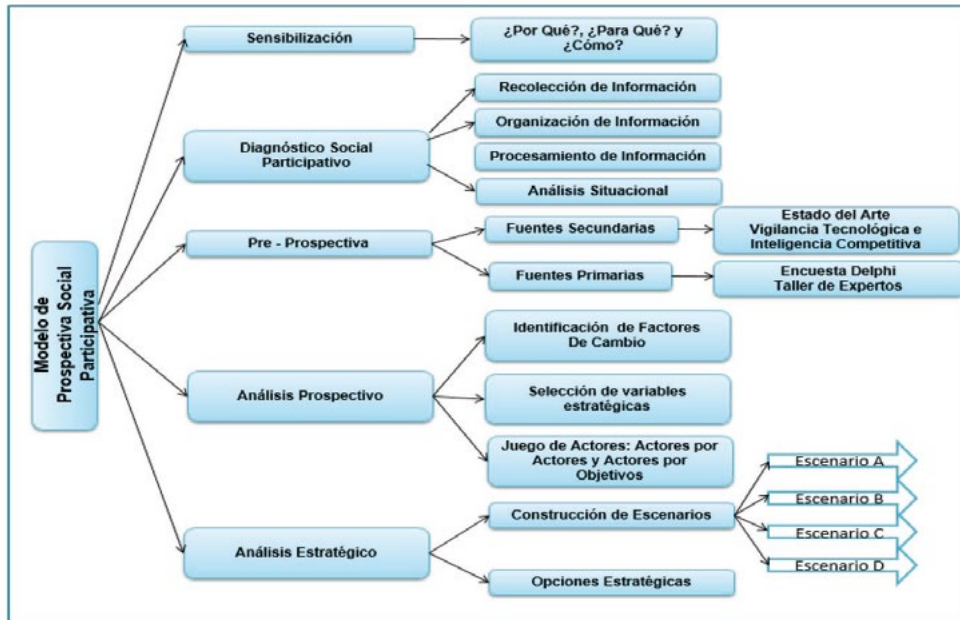 Modelo de
Prospectiva Social
Participativa
Sensibilización
¿Por Qué?, ¿Para Qué? y
¿Cómo?
Diagnóstico Social
Participativo
Recolección de Información
Organización de Información
Procesamiento de Información
Análisis Situacional
Pre - Prospectiva
Fuentes Secundarias
Estado del Arte
Vigilancia Tecnológica e
Inteligencia Competitiva
Fuentes Primarias
Encuesta Delphi
Taller de Expertos
Análisis Prospectivo
Identificación de Factores
De Cambio
Selección de variables
estratégicas
Juego de Actores: Actores por
Actores y Actores por
Objetivos
Análisis Estratégico
Construcción de Escenarios
Escenario A
Escenario B
Escenario C
Escenario D
Opciones Estratégicas